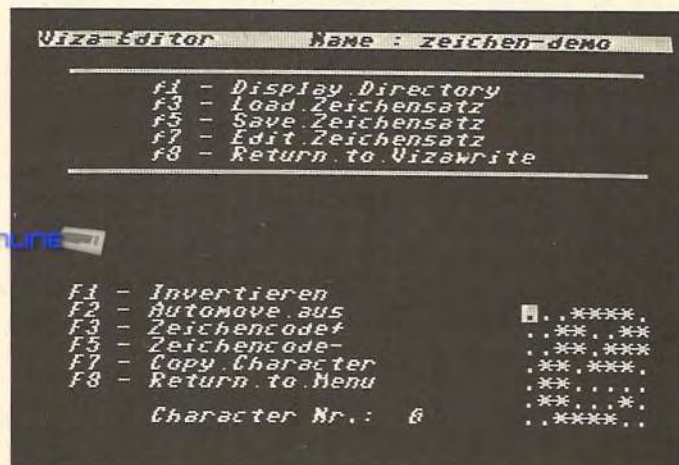 Viza-Editor Name : zeichen-demo
f1 - Display.Directory
f3 - Load.Zeichensatz
f5 - Save.Zeichensatz
f7 - Edit.Zeichensatz
f8 - Return.to.Vizawrite
NLINE
F1 - Invertieren
F2 - Automove.aus
F3 - Zeichencode+
F5 - Zeichencode-
F7 - Copy.Character
F8 - Return.to.Menu
Character Nr.: 0
...****.
..**..**
..**.***
.**.***.
.**.....
.**...*.
..****..